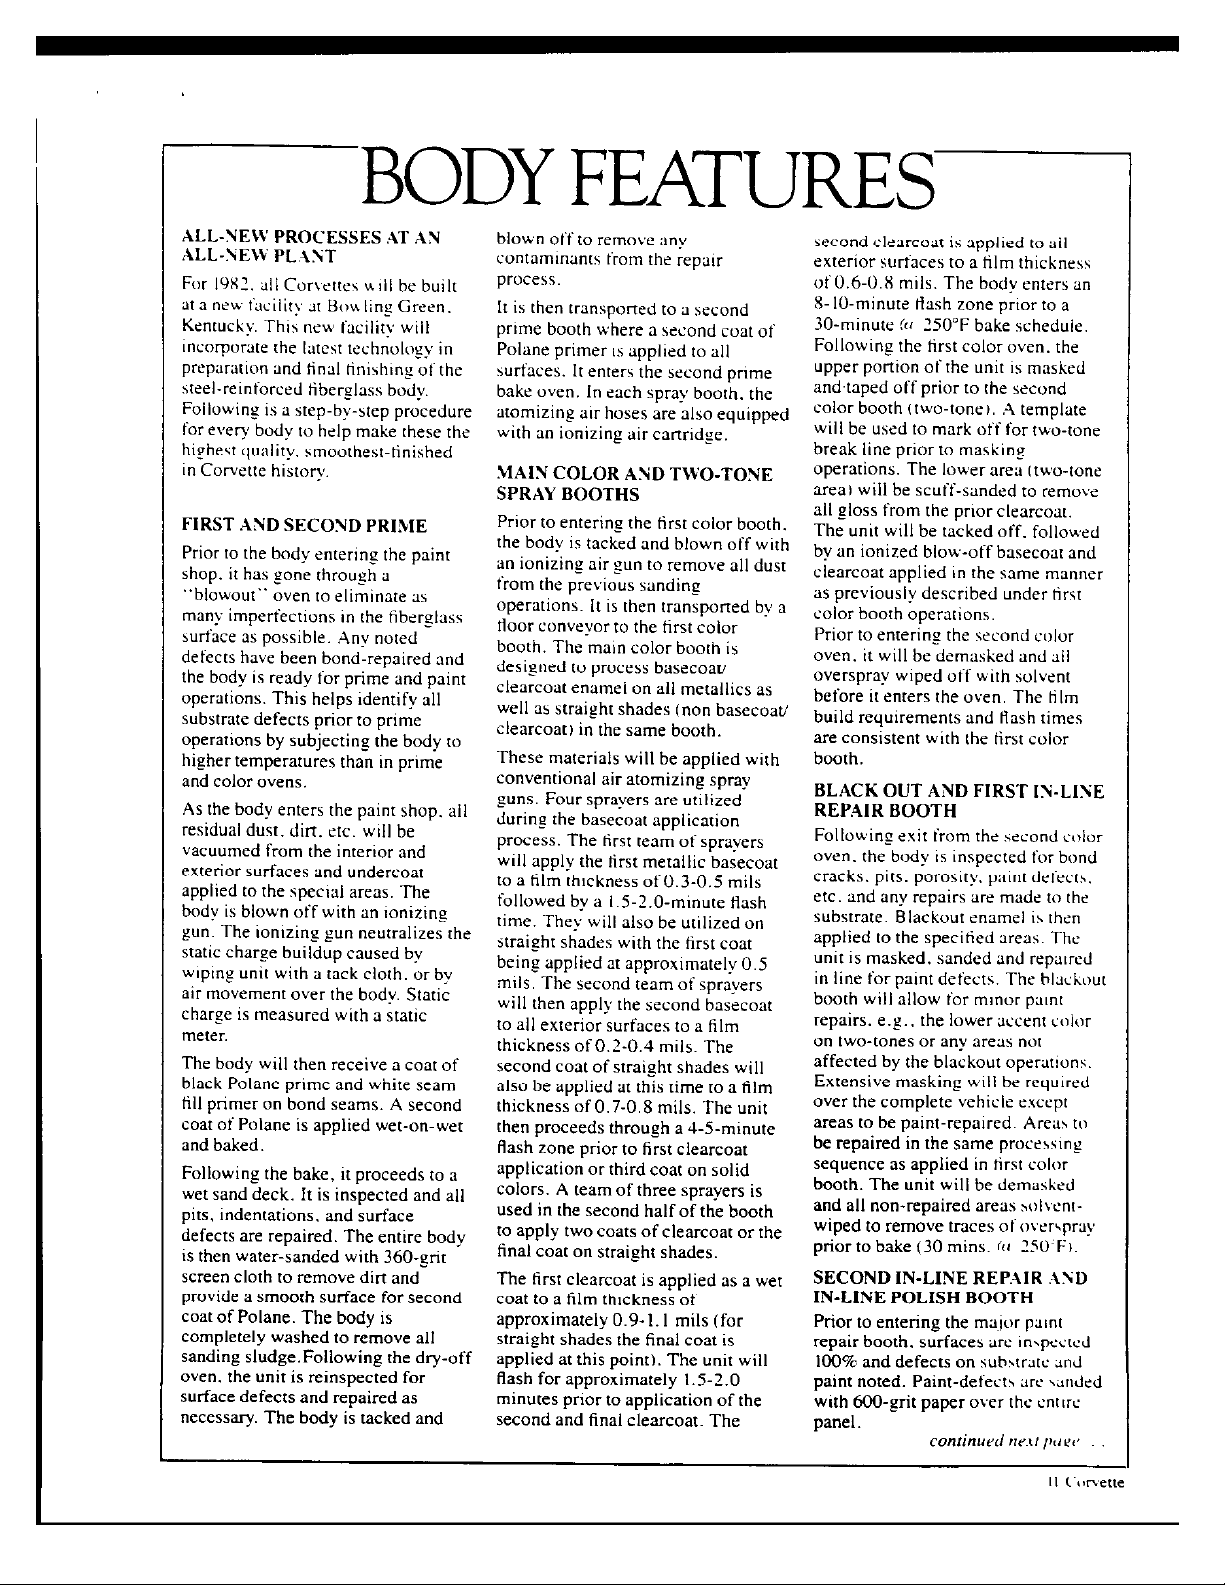 BODY FEATURES
ALL-NEW PROCESSES AT AN
ALL-NEW PLANT
For 1982, all Corvettes will be built
at a new facility at Bowling Green,
Kentucky. This new facility will
incorporate the latest technology in
preparation and final finishing of the
steel-reinforced fiberglass body.
Following is a step-by-step procedure
for every body to help make these the
highest quality, smoothest-finished
in Corvette history.
FIRST AND SECOND PRIME
Prior to the body entering the paint
shop, it has gone through a
"blowout" oven to eliminate as
many imperfections in the fiberglass
surface as possible. Any noted
defects have been bond-repaired and
the body is ready for prime and paint
operations. This helps identify all
substrate defects prior to prime
operations by subjecting the body to
higher temperatures than in prime
and color ovens.
As the body enters the paint shop, all
residual dust, dirt, etc. will be
vacuumed from the interior and
exterior surfaces and undercoat
applied to the special areas. The
body is blown off with an ionizing
gun. The ionizing gun neutralizes the
static charge buildup caused by
wiping unit with a tack cloth, or by
air movement over the body. Static
charge is measured with a static
meter.
The body will then receive a coat of
black Polane prime and white seam
fill primer on bond seams. A second
coat of Polane is applied wet-on-wet
and baked.
Following the bake, it proceeds to a
wet sand deck. It is inspected and all
pits, indentations, and surface
defects are repaired. The entire body
is then water-sanded with 360-grit
screen cloth to remove dirt and
provide a smooth surface for second
coat of Polane. The body is
completely washed to remove all
sanding sludge.Following the dry-off
oven, the unit is reinspected for
surface defects and repaired as
necessary. The body is tacked and
blown off to remove any
contaminants from the repair
process.
It is then transported to a second
prime booth where a second coat of
Polane primer is applied to all
surfaces. It enters the second prime
bake oven. In each spray booth, the
atomizing air hoses are also equipped
with an ionizing air cartridge.
MAIN COLOR AND TWO-TONE
SPRAY BOOTHS
Prior to entering the first color booth,
the body is tacked and blown off with
an ionizing air gun to remove all dust
from the previous sanding
operations. It is then transported by a
floor conveyor to the first color
booth. The main color booth is
designed to process basecoat/
clearcoat enamel on all metallics as
well as straight shades (non basecoat/
clearcoat) in the same booth.
These materials will be applied with
conventional air atomizing spray
guns. Four sprayers are utilized
during the basecoat application
process. The first team of sprayers
will apply the first metallic basecoat
to a film thickness of 0.3-0.5 mils
followed by a 1.5-2.0-minute flash
time. They will also be utilized on
straight shades with the first coat
being applied at approximately 0.5
mils. The second team of sprayers
will then apply the second basecoat
to all exterior surfaces to a film
thickness of 0.2-0.4 mils. The
second coat of straight shades will
also be applied at this time to a film
thickness of 0.7-0.8 mils. The unit
then proceeds through a 4-5-minute
flash zone prior to first clearcoat
application or third coat on solid
colors. A team of three sprayers is
used in the second half of the booth
to apply two coats of clearcoat or the
final coat on straight shades.
The first clearcoat is applied as a wet
coat to a film thickness of
approximately 0.9-1.1 mils (for
straight shades the final coat is
applied at this point). The unit will
flash for approximately 1.5-2.0
minutes prior to application of the
second and final clearcoat. The
second clearcoat is applied to all
exterior surfaces to a film thickness
of 0.6-0.8 mils. The body enters an
8-10-minute flash zone prior to a
30-minute @ 250°F bake schedule.
Following the first color oven, the
upper portion of the unit is masked
and taped off prior to the second
color booth (two-tone). A template
will be used to mark off for two-tone
break line prior to masking
operations. The lower area (two-tone
area) will be scuff-sanded to remove
all gloss from the prior clearcoat.
The unit will be tacked off, followed
by an ionized blow-off basecoat and
clearcoat applied in the same manner
as previously described under first
color booth operations.
Prior to entering the second color
oven, it will be demasked and all
overspray wiped off with solvent
before it enters the oven. The film
build requirements and flash times
are consistent with the first color
booth.
BLACK OUT AND FIRST IN-LINE
REPAIR BOOTH
Following exit from the second color
oven, the body is inspected for bond
cracks, pits, porosity, paint defects,
etc. and any repairs are made to the
substrate. Blackout enamel is then
applied to the specified areas. The
unit is masked, sanded and repaired
in line for paint defects. The blackout
booth will allow for minor paint
repairs, e.g., the lower accent color
on two-tones or any areas not
affected by the blackout operations.
Extensive masking will be required
over the complete vehicle except
areas to be paint-repaired. Areas to
be repaired in the same processing
sequence as applied in first color
booth. The unit will be demasked
and all non-repaired areas solvent-
wiped to remove traces of overspray
prior to bake (30 mins. @ 250°F).
SECOND IN-LINE REPAIR AND
IN-LINE POLISH BOOTH
Prior to entering the major paint
repair booth, surfaces are inspected
100% and defects on substrate and
paint noted. Paint-defects are sanded
with 600-grit paper over the entire
panel.
continued next page . .
11 Corvette